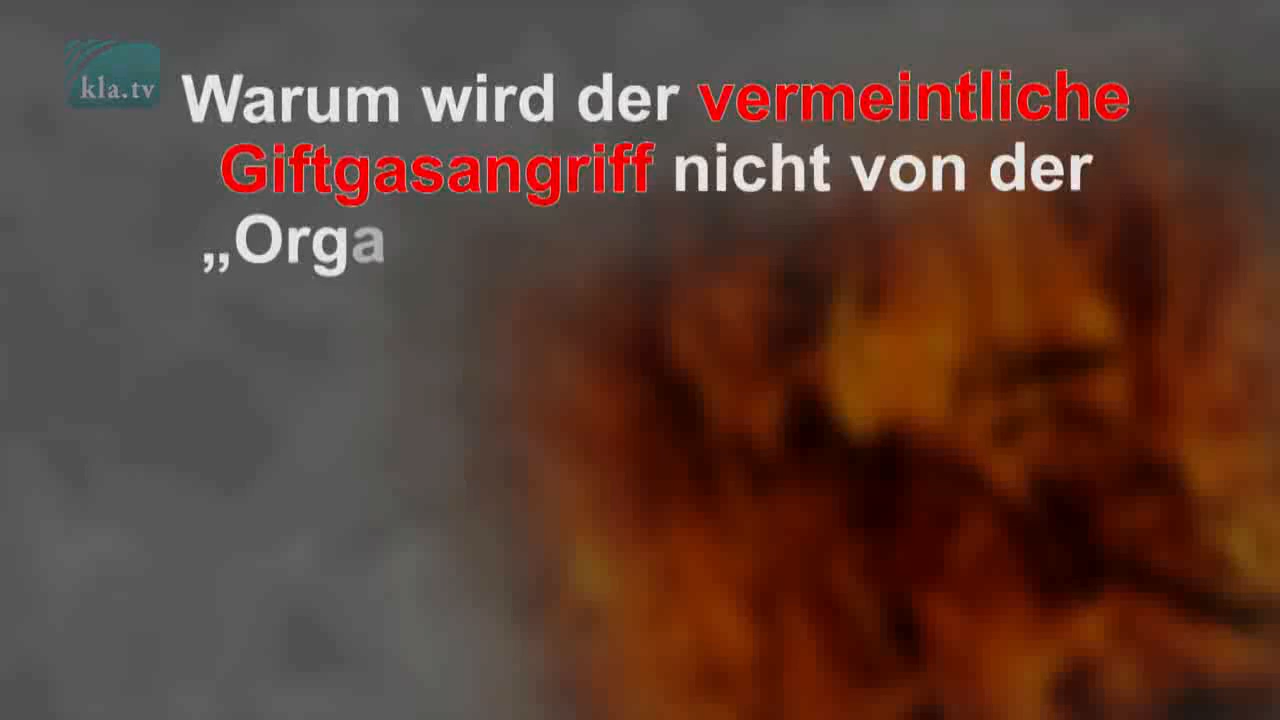 kla.tv
Warum wird der vermeintliche
Giftgasangriff nicht von der
„Orga